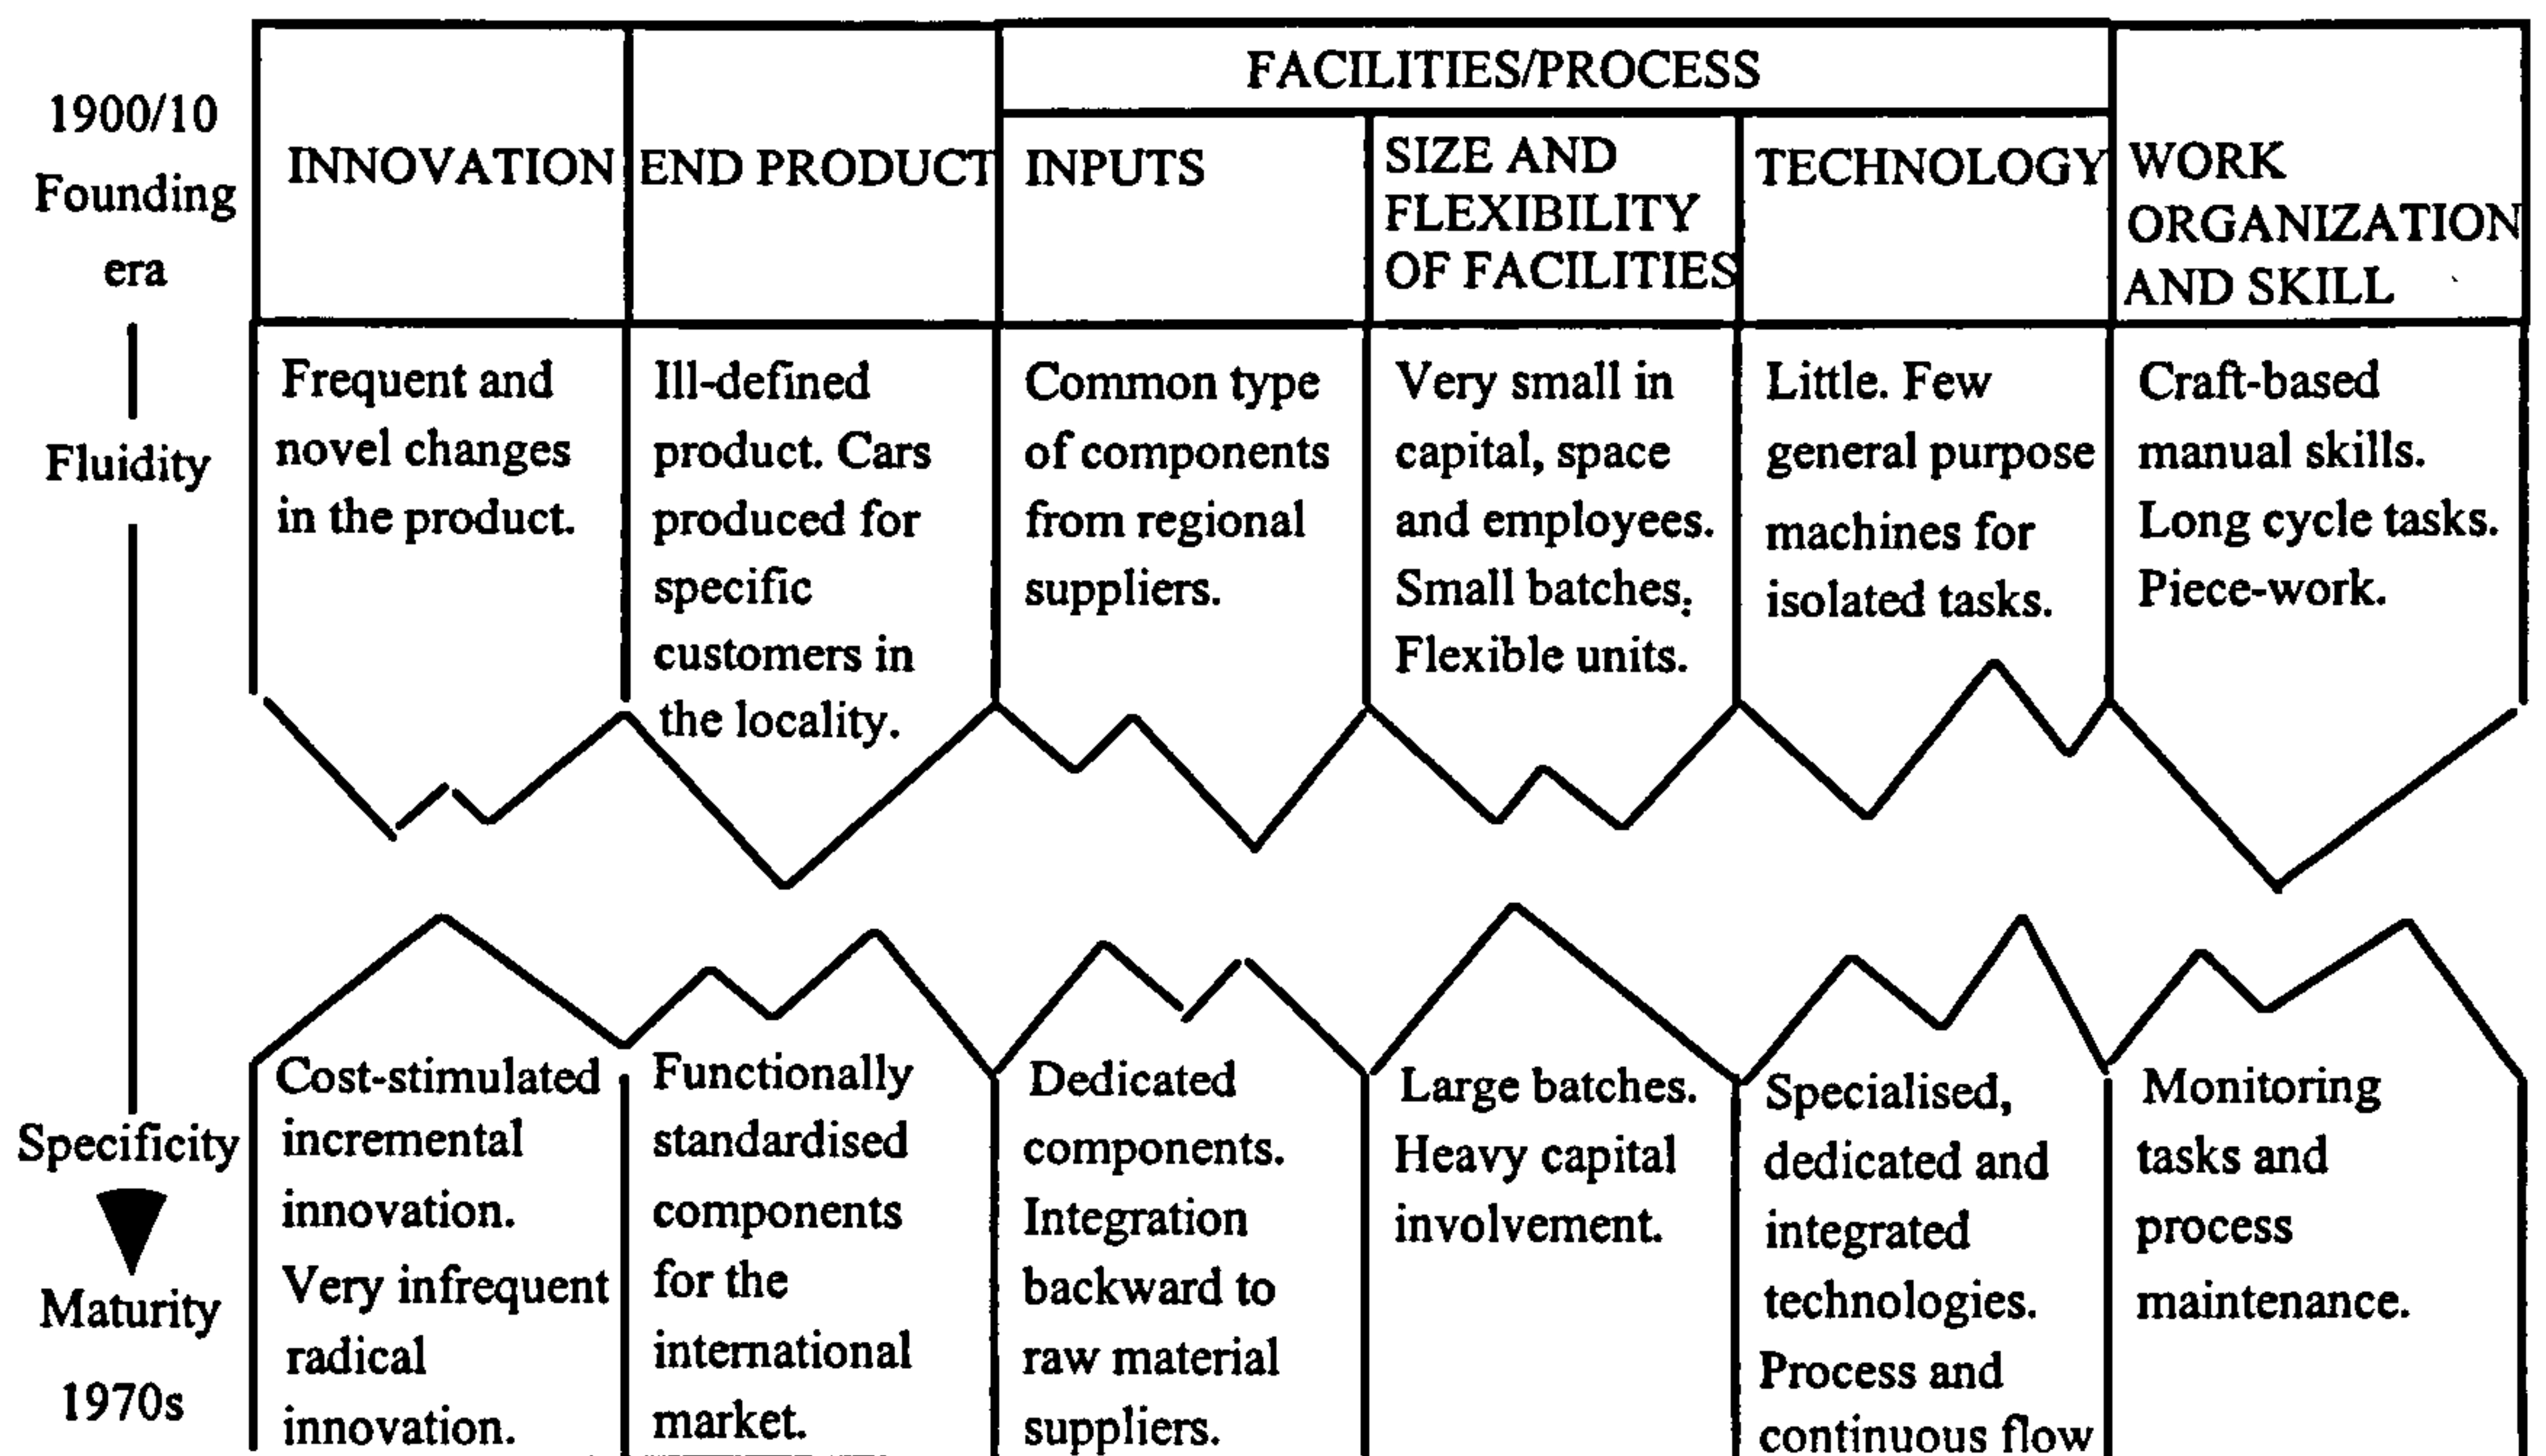 1900/10
Founding
era
Fluidity
Specificity
Maturity
1970s
INNOVATION
END PRODUCT
FACILITIES/PROCESS
INPUTS
SIZE AND
FLEXIBILITY
OF FACILITIES
TECHNOLOGY
WORK
ORGANIZATION
AND SKILL
Frequent and
novel changes
in the product.
Ill-defined
product. Cars
produced for
specific
customers in
the locality.
Common type
of components
from regional
suppliers.
Very small in
capital, space
and employees.
Small batches.
Flexible units.
Little. Few
general purpose
machines for
isolated tasks.
Craft-based
manual skills.
Long cycle tasks.
Piece-work.
Cost-stimulated
incremental
innovation.
Very infrequent
radical
innovation.
Functionally
standardised
components
for the
international
market.
Dedicated
components.
Integration
backward to
raw material
suppliers.
Large batches.
Heavy capital
involvement.
Specialised,
dedicated and
integrated
technologies.
Process and
continuous flow
Monitoring
tasks and
process
maintenance.